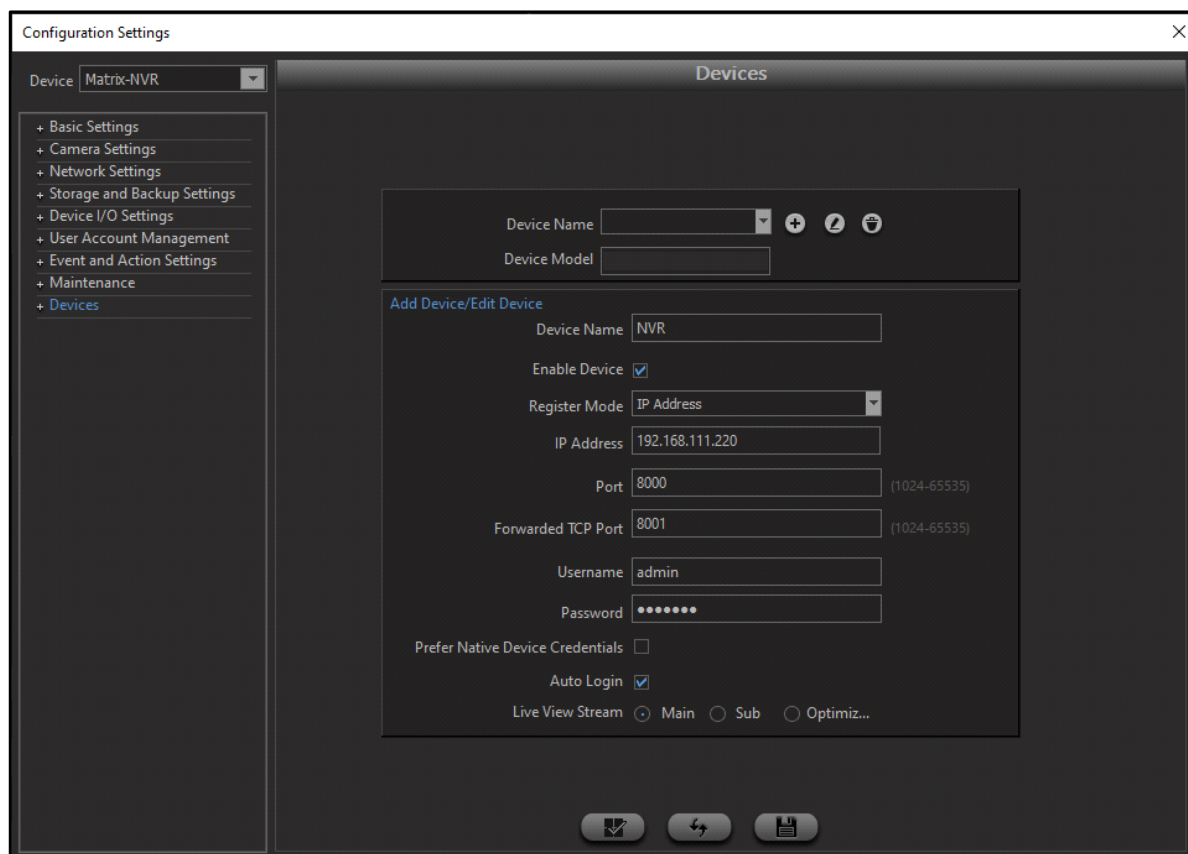 Configuration Settings
Device Matrix-NVR
Devices
+ Basic Settings
+ Camera Settings
+ Network Settings
+ Storage and Backup Settings
+ Device I/O Settings
+ User Account Management
+ Event and Action Settings
+ Maintenance
+ Devices
Device Name
Device Model
Add Device/Edit Device
Device Name NVR
Enable Device
Register Mode IP Address
IP Address 192.168.111.220
Port 8000 (1024-65535)
Forwarded TCP Port 8001 (1024-65535)
Username admin
Password •••••••
Prefer Native Device Credentials
Auto Login
Live View Stream Main Sub Optimiz...